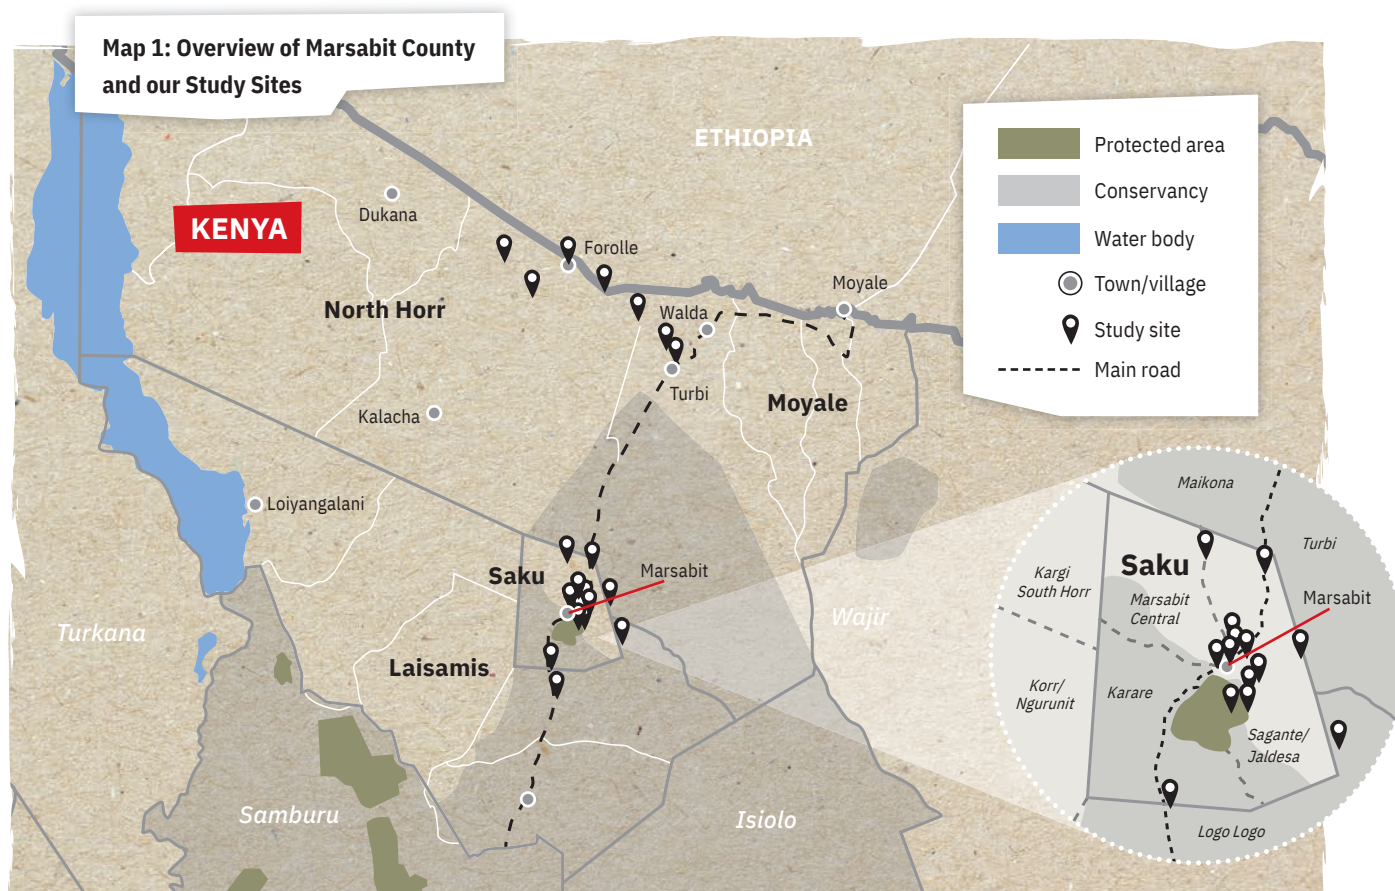 Map 1: Overview of Marsabit County
and our Study Sites
ETHIOPIA
Protected area
Conservancy
Water body
Town/village
Study site
Main road
KENYA
Dukana
Forolle
North Horr
Moyale
Walda
Turbi
Moyale
Kalacha
Loiyangalani
Saku
Marsabit
Turkana
Laisamis
Wajir
Samburu
Isiolo
Maikona
Turbi
Saku
Kargi
South Horr
Marsabit
Central
Marsabit
Korr/
Ngurunit
Karare
Sagante/
Jaldesa
Logo Logo